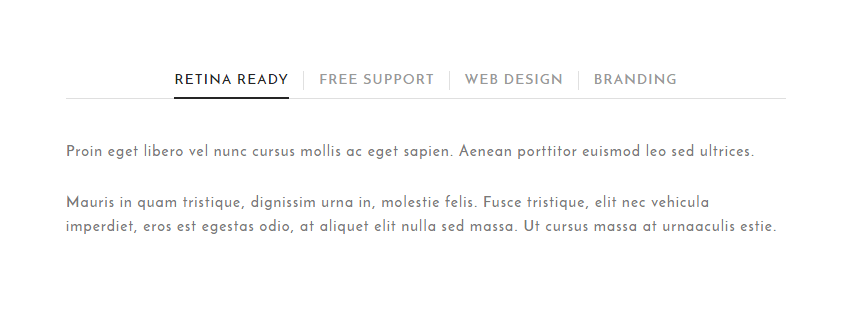 RETINA READY FREE SUPPORT WEB DESIGN BRANDING
Proin eget libero vel nunc cursus mollis ac eget sapien. Aenean porttitor euismod leo sed ultrices.
Mauris in quam tristique, dignissim urna in, molestie felis. Fusce tristique, elit nec vehicula
imperdiet, eros est egestas odio, at aliquet elit nulla sed massa. Ut cursus massa at urnaaculis estie.